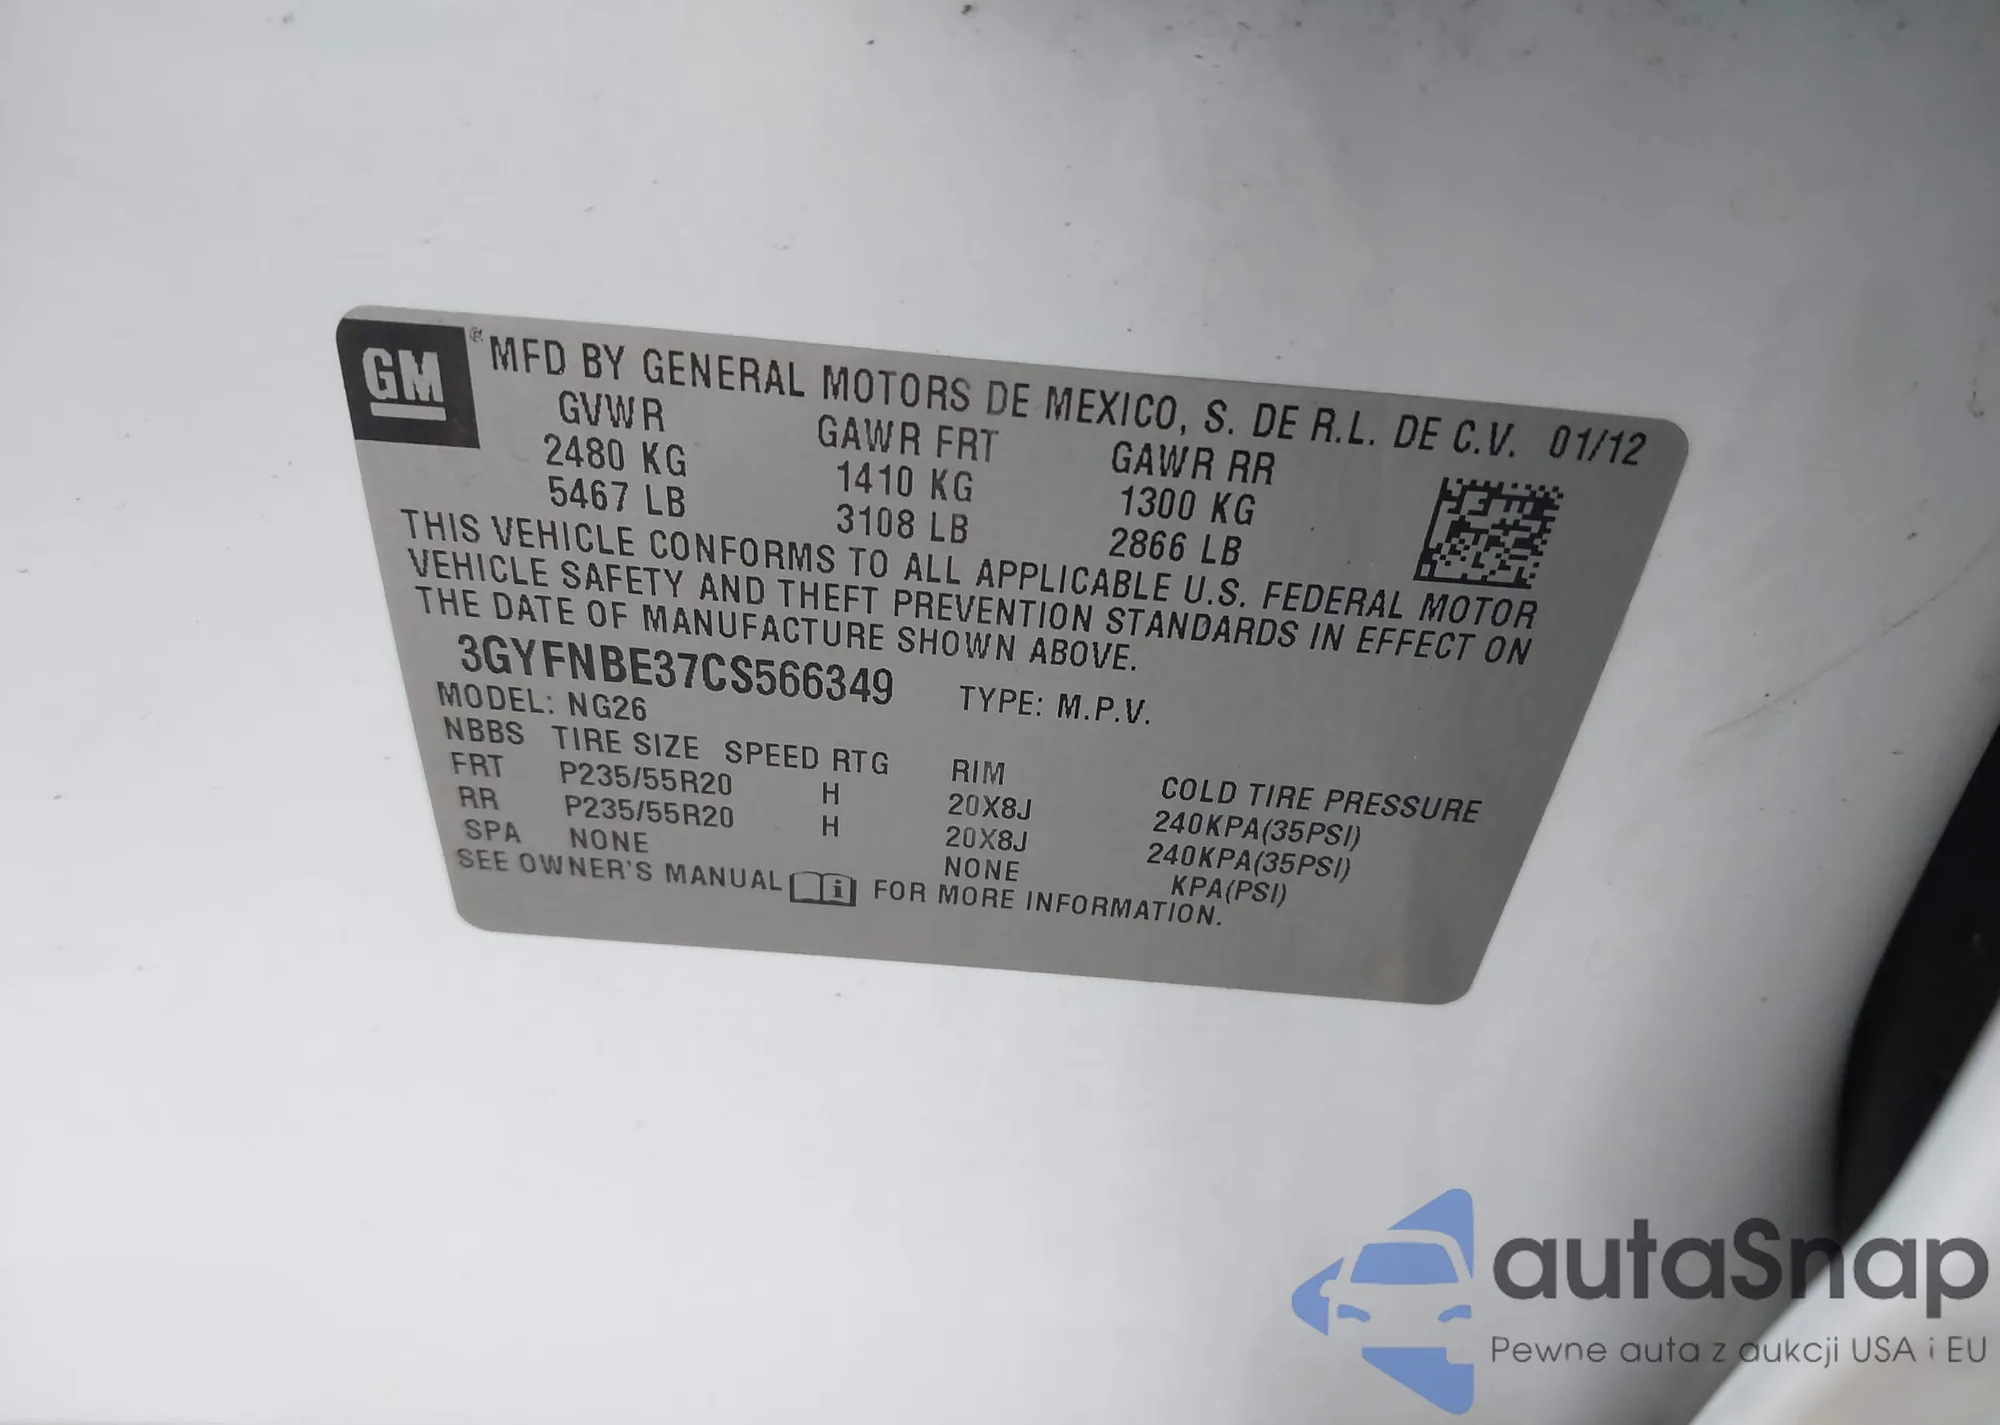 GM ® MFD BY GENERAL MOTORS DE MEXICO, S. DE R.L. DE C.V. 01/12
GVWR GAWR FRT GAWR RR
2480 KG 1410 KG 1300 KG
5467 LB 3108 LB 2866 LB
THIS VEHICLE CONFORMS TO ALL APPLICABLE U.S. FEDERAL MOTOR
VEHICLE SAFETY AND THEFT PREVENTION STANDARDS IN EFFECT ON
THE DATE OF MANUFACTURE SHOWN ABOVE.
3GYFNBE37CS566349 TYPE: M.P.V.
MODEL: NG26
NBBS TIRE SIZE SPEED RTG RIM COLD TIRE PRESSURE
FRT P235/55R20 H 20X8J 240KPA(35PSI)
RR P235/55R20 H 20X8J 240KPA(35PSI)
SPA NONE NONE KPA(PSI)
SEE OWNER'S MANUAL i FOR MORE INFORMATION.
autaSnap
Pewne auta z aukcji USA i EU